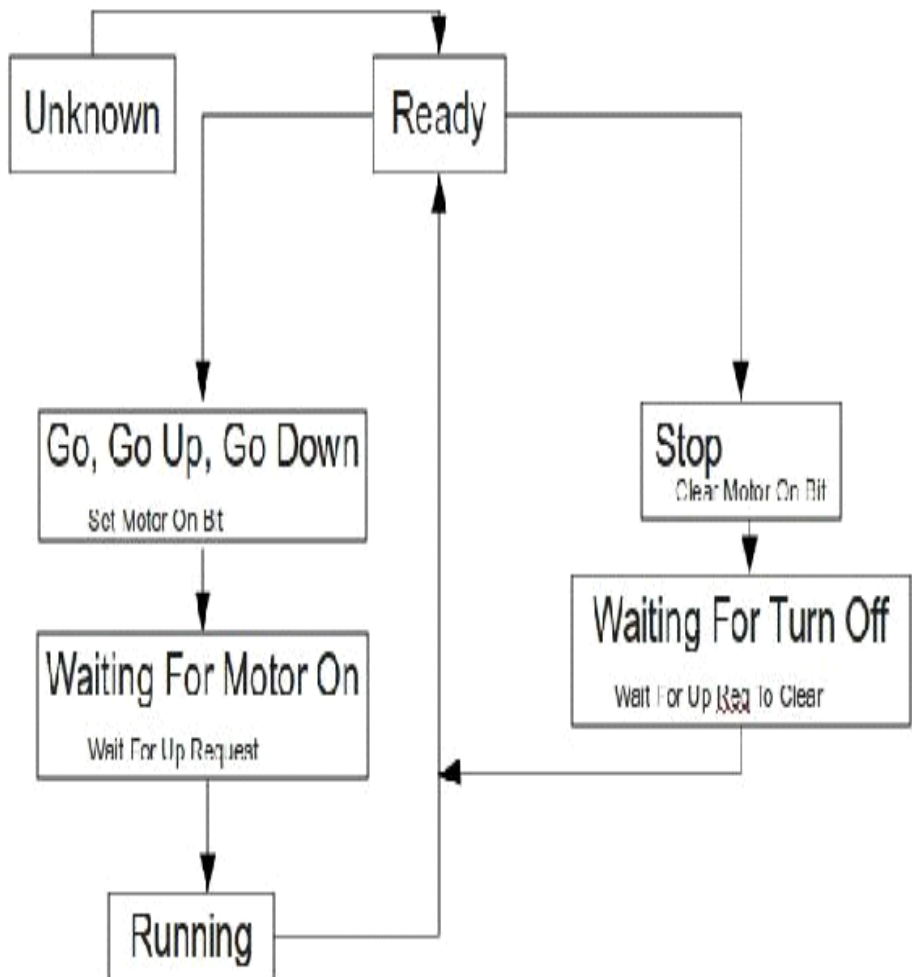 Unknown
Ready
Go, Go Up, Go Down
Set Motor On Bit
Stop
Clear Motor On Bit
Waiting For Turn Off
Wait For Up Req To Clear
Waiting For Motor On
Wait For Up Request
Running